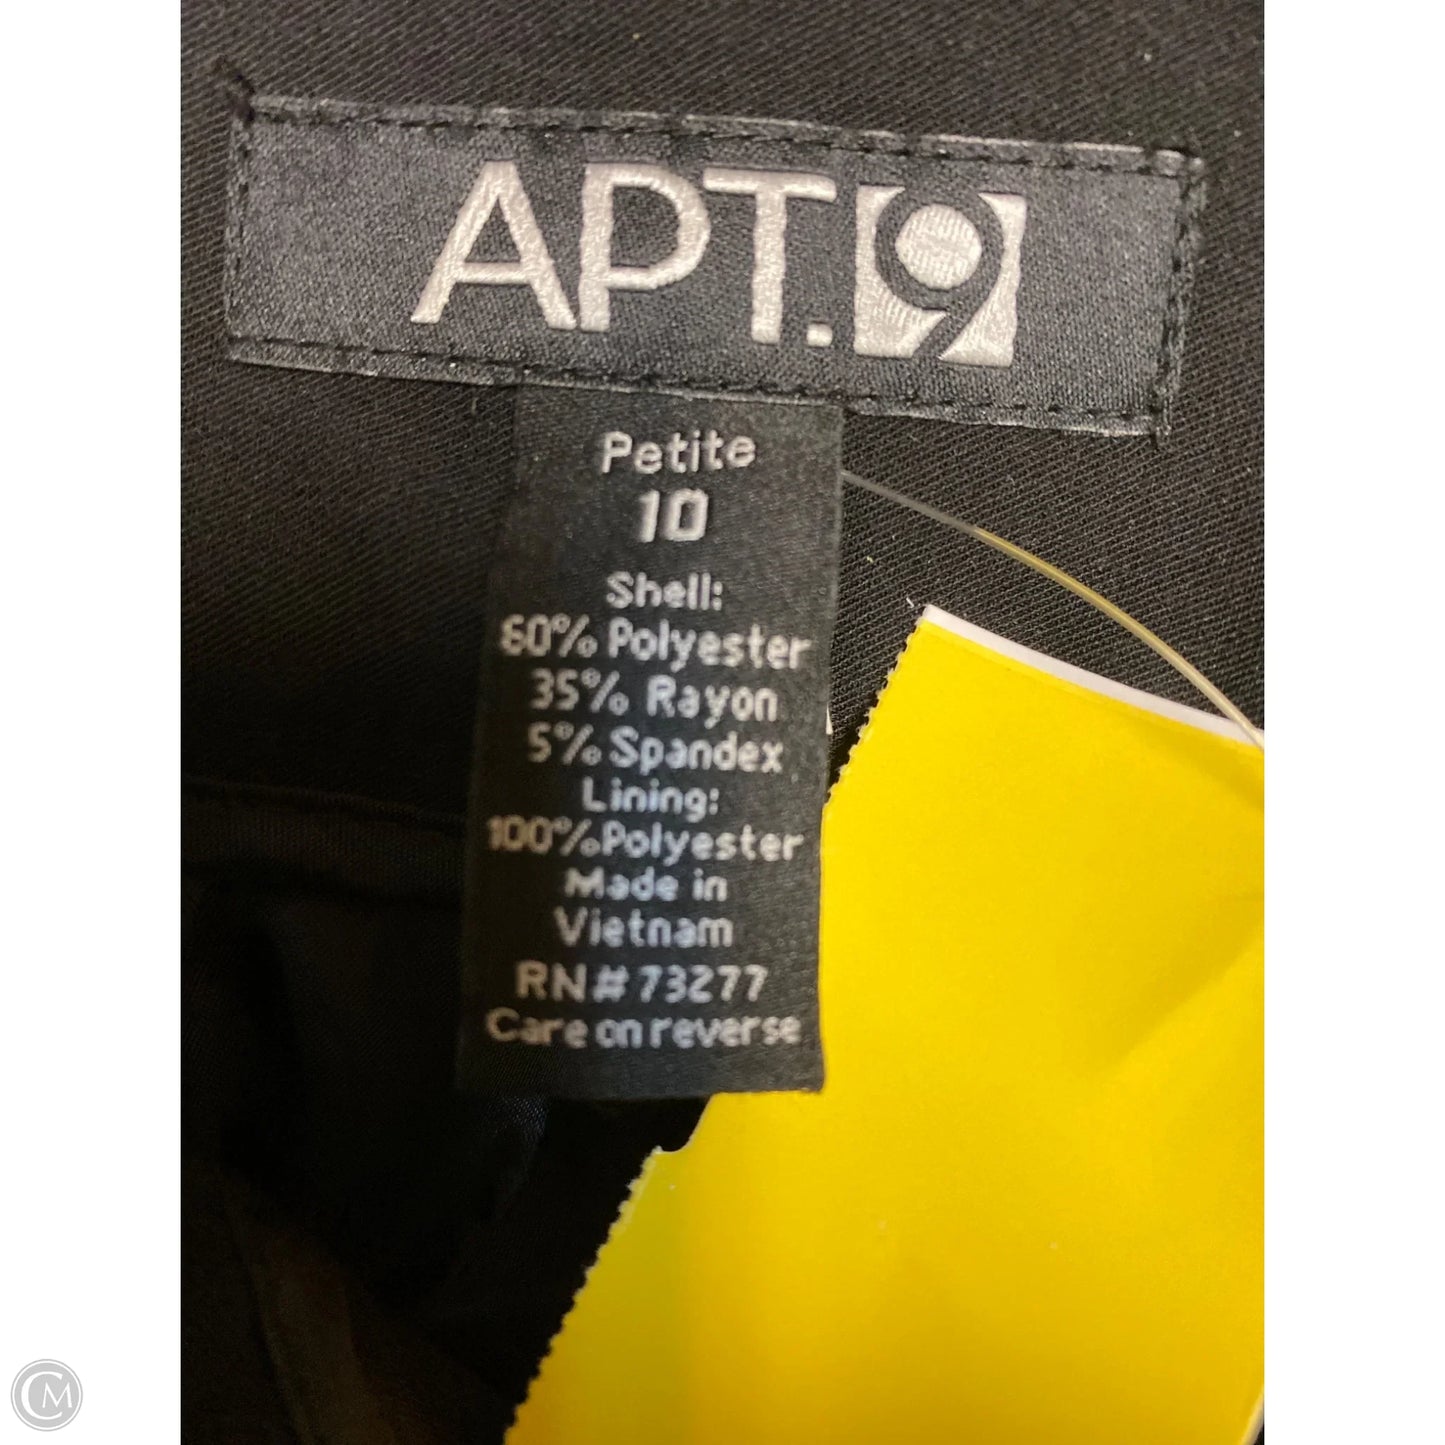 APT.9
Petite
10
Shell:
60% Polyester
35% Rayon
5% Spandex
Lining:
100% Polyester
Made in
Vietnam
RN# 73277
Care on reverse
CM